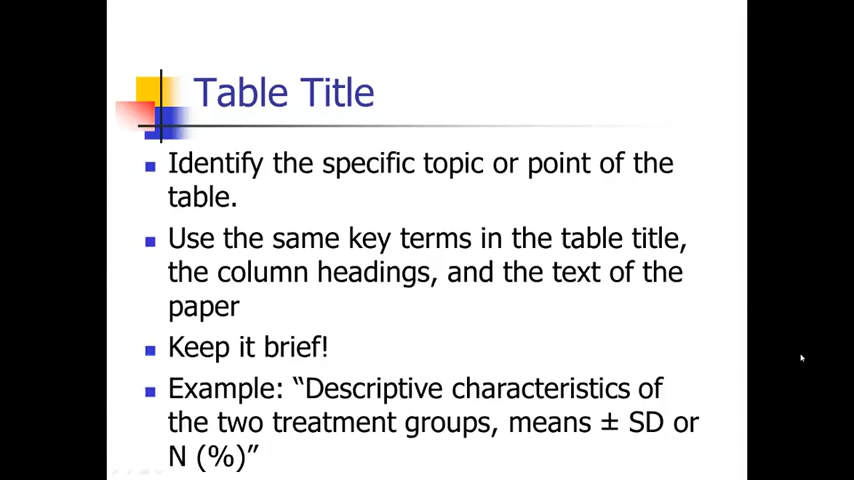 Table Title
Identify the specific topic or point of the
table.
Use the same key terms in the table title,
the column headings, and the text of the
paper
Keep it brief!
Example: “Descriptive characteristics of
the two treatment groups, means ± SD or
N (%)”